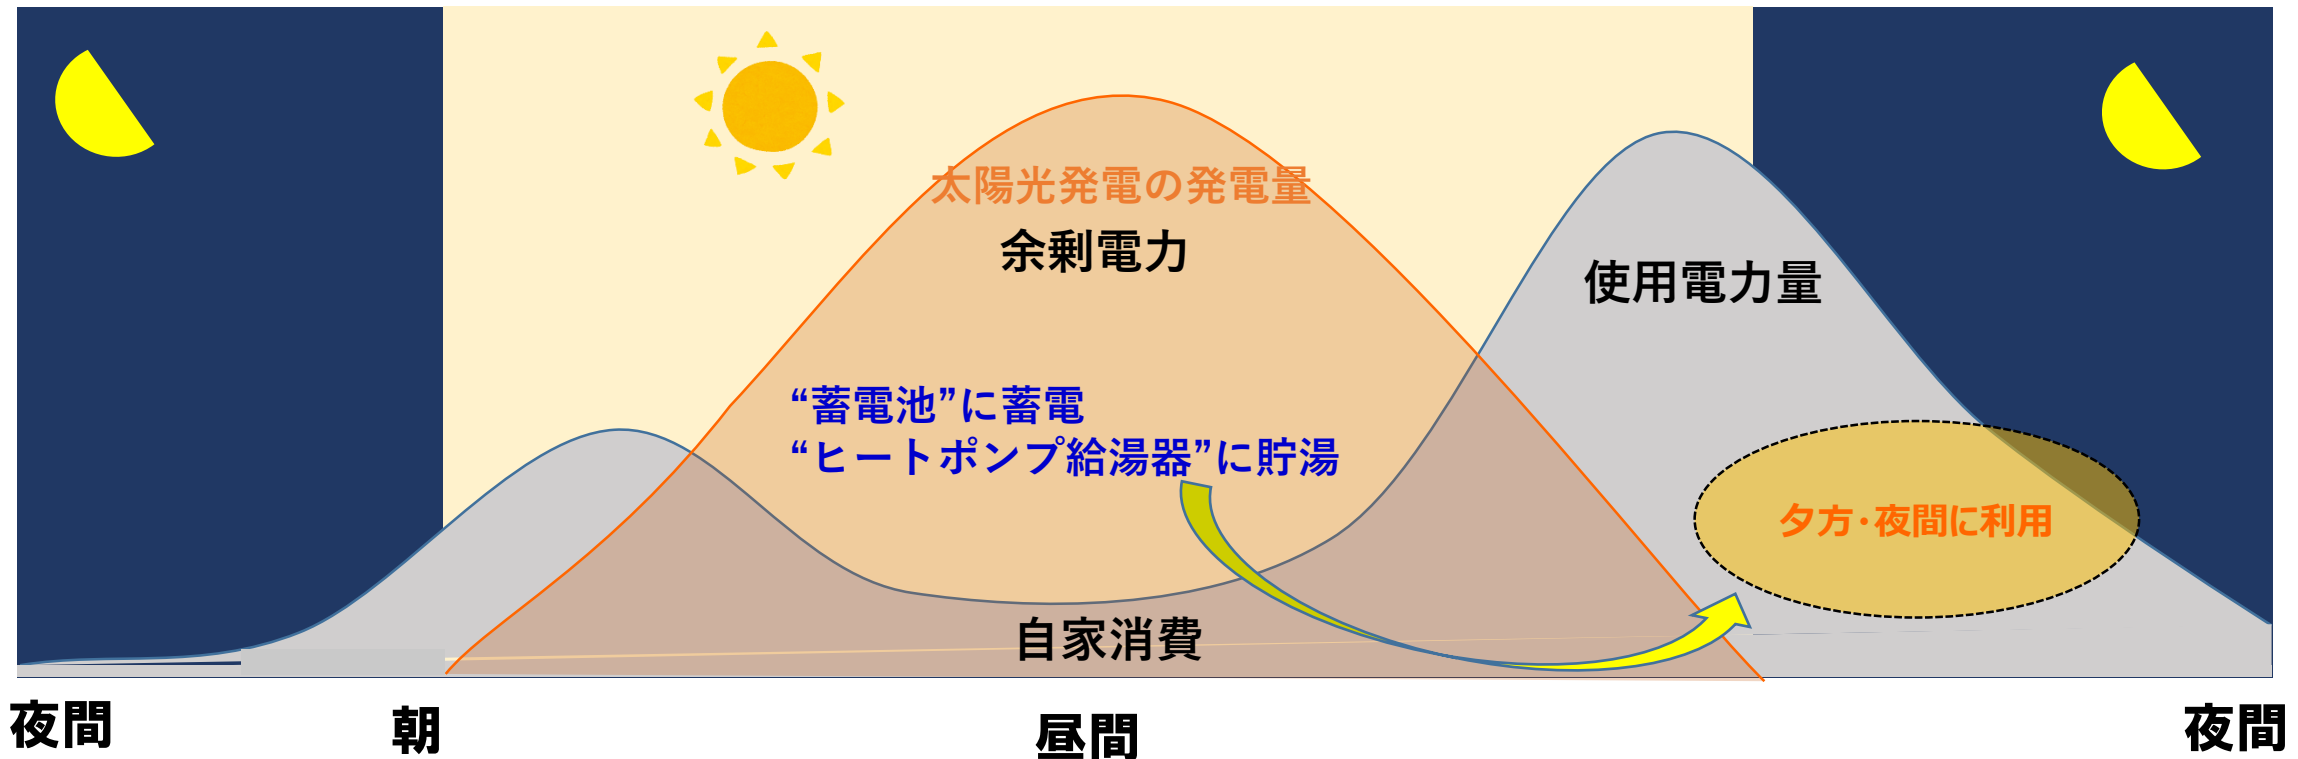 太陽光発電の発電量
余剰電力
使用電力量
“蓄電池”に蓄電
“ヒートポンプ給湯器”に貯湯
夕方･夜間に利用
自家消費
夜間
朝
昼間
夜間